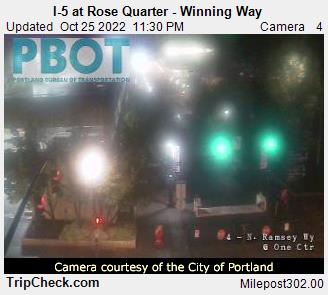 I-5 at Rose Quarter - Winning Way
Updated Oct 25 2022 11:30 PM Camera 4
PBOT
PORTLAND BUREAU OF TRANSPORTATION
4 - N. Ramsey Wy
@ One Ctr
Camera courtesy of the City of Portland
TripCheck.com Milepost302.00